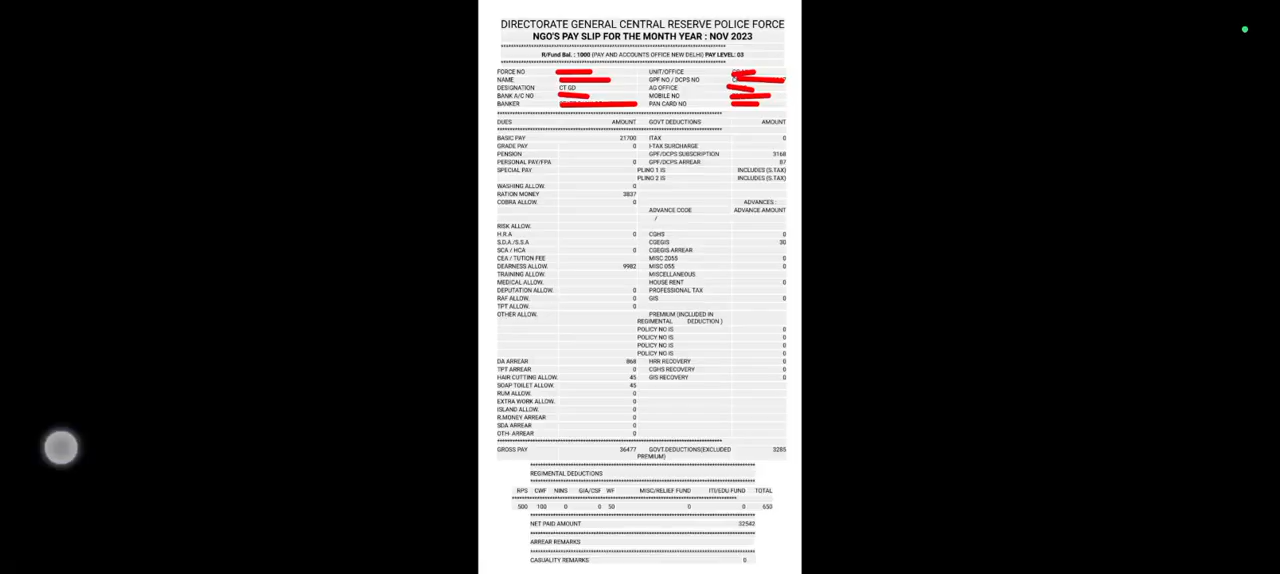 DIRECTORATE GENERAL CENTRAL RESERVE POLICE FORCE
NGO'S PAY SLIP FOR THE MONTH YEAR : NOV 2023
R/Fund Bal. : 1000 (PAY AND ACCOUNTS OFFICE NEW DELHI) PAY LEVEL: 03
FORCE NO UNIT/OFFICE
NAME GPF NO / DCPS NO
DESIGNATION CT GD AG OFFICE
BANK A/C NO MOBILE NO
BANKER PAN CARD NO
DUES AMOUNT GOVT DEDUCTIONS AMOUNT
BASIC PAY 21700 ITAX 0
GRADE PAY 0 I-TAX SURCHARGE
PENSION GPF/DCPS SUBSCRIPTION 3168
PERSONAL PAY/FPA 0 GPF/DCPS ARREAR 87
SPECIAL PAY PLINO 1 IS INCLUDES (S.TAX)
PLINO 2 IS INCLUDES (S.TAX)
WASHING ALLOW. 0
RATION MONEY 3837
COBRA ALLOW. 0 ADVANCES :
ADVANCE CODE ADVANCE AMOUNT
/
RISK ALLOW.
H.R.A 0 CGHS 0
S.D.A /S.S.A CGEGIS 30
SCA / HCA 0 CGEGIS ARREAR
CEA / TUTION FEE MISC 2055 0
DEARNESS ALLOW. 9982 MISC 055 0
TRAINING ALLOW. MISCELLANEOUS
MEDICAL ALLOW. HOUSE RENT 0
DEPUTATION ALLOW. 0 PROFESSIONAL TAX
RAF ALLOW. 0 GIS 0
TPT ALLOW. 0
OTHER ALLOW. PREMIUM (INCLUDED IN
REGIMENTAL DEDUCTION )
POLICY NO IS 0
POLICY NO IS 0
POLICY NO IS 0
POLICY NO IS 0
DA ARREAR 868 HRR RECOVERY 0
TPT ARREAR 0 CGHS RECOVERY 0
HAIR CUTTING ALLOW. 45 GIS RECOVERY 0
SOAP TOILET ALLOW. 45
RUM ALLOW. 0
EXTRA WORK ALLOW. 0
ISLAND ALLOW. 0
R.MONEY ARREAR 0
SDA ARREAR 0
OTH- ARREAR 0
GROSS PAY 36477 GOVT.DEDUCTIONS(EXCLUDED 3285
PREMIUM)
REGIMENTAL DEDUCTIONS
RPS CWF NINS GIA/CSF WF MISC/RELIEF FUND ITI/EDU FUND TOTAL
500 100 0 0 50 0 0 650
NET PAID AMOUNT 32542
ARREAR REMARKS
CASUALITY REMARKS 0